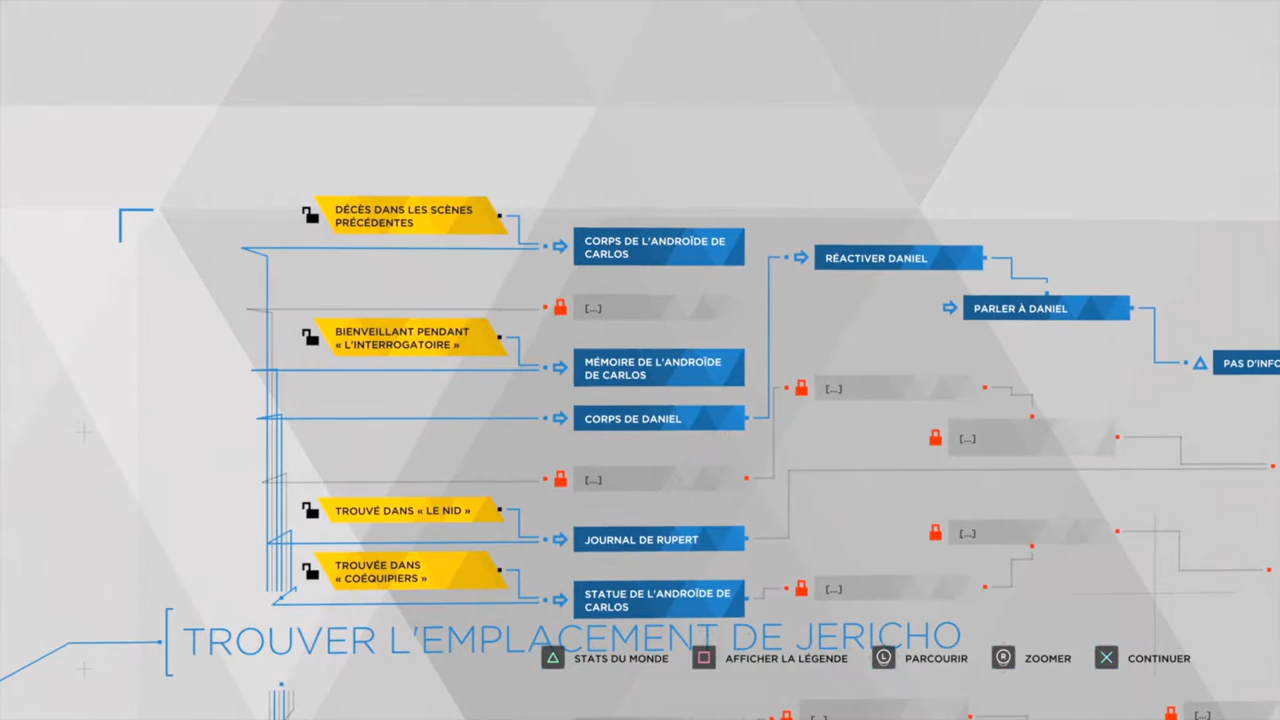 DÉCÈS DANS LES SCÈNES
PRÉCÉDENTES
CORPS DE L'ANDROÏDE DE
CARLOS
RÉACTIVER DANIEL
[...]
PARLER À DANIEL
BIENVEILLANT PENDANT
« L'INTERROGATOIRE »
MÉMOIRE DE L'ANDROÏDE
DE CARLOS
PAS D'INFO
[...]
CORPS DE DANIEL
[...]
[...]
TROUVÉ DANS « LE NID »
JOURNAL DE RUPERT
[...]
TROUVÉE DANS
« COÉQUIPIERS »
STATUE DE L'ANDROÏDE DE
CARLOS
[...]
TROUVER L'EMPLACEMENT DE JERICHO
STATS DU MONDE
AFFICHER LA LÉGENDE
L
PARCOURIR
R
ZOOMER
CONTINUER
[...]
[...]